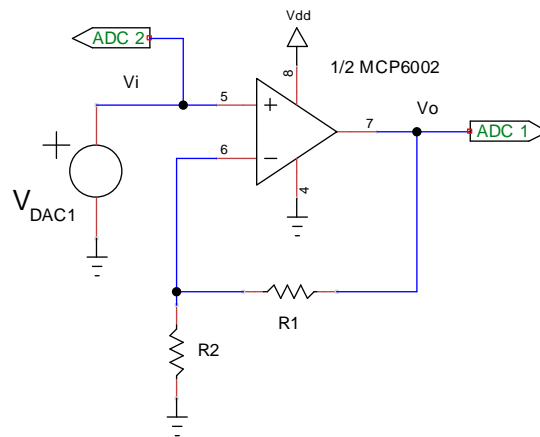 Vdd
ADC 2
1/2 MCP6002
Vi
8
5
+
7
Vo
ADC 1
6
−
4
+
V DAC1
R1
R2